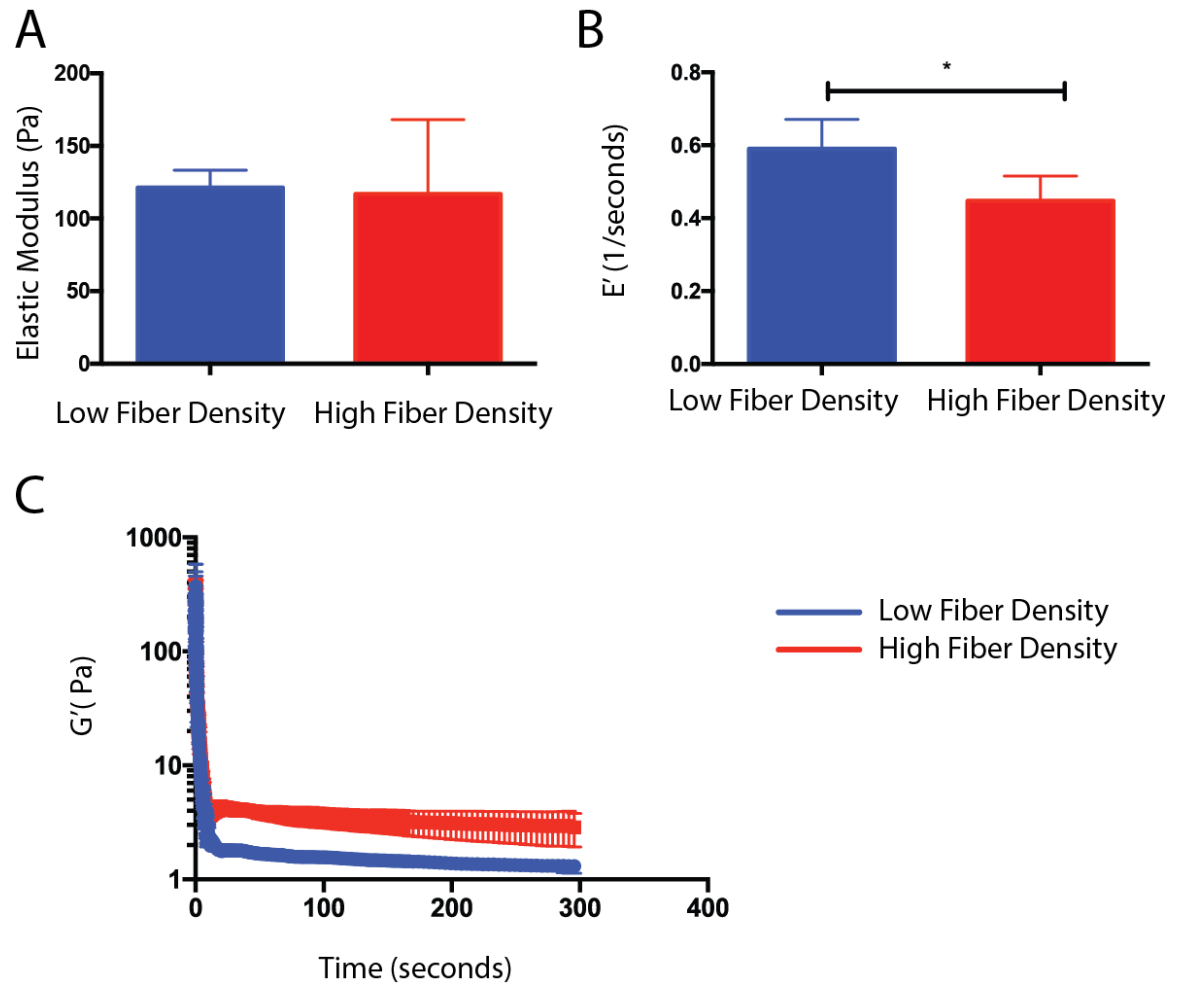 A
Elastic Modulus (Pa)
200
150
100
50
0
Low Fiber Density
High Fiber Density
B
E’ (1/seconds)
0.8
0.6
0.4
0.2
0.0
*
Low Fiber Density
High Fiber Density
C
G’( Pa)
1000
100
10
1
0
100
200
300
400
Time (seconds)
Low Fiber Density
High Fiber Density